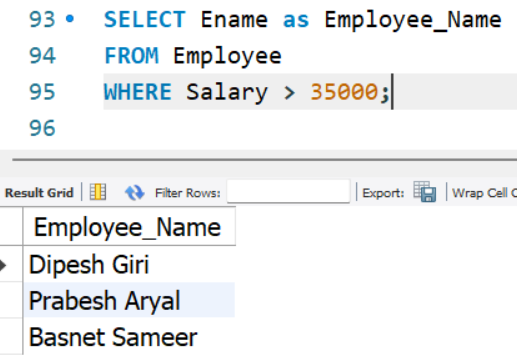 93 SELECT Ename as Employee_Name
94 FROM Employee
95 WHERE Salary > 35000;
96
Result Grid Filter Rows: Export: Wrap Cell C
Employee_Name
Dipesh Giri
Prabesh Aryal
Basnet Sameer